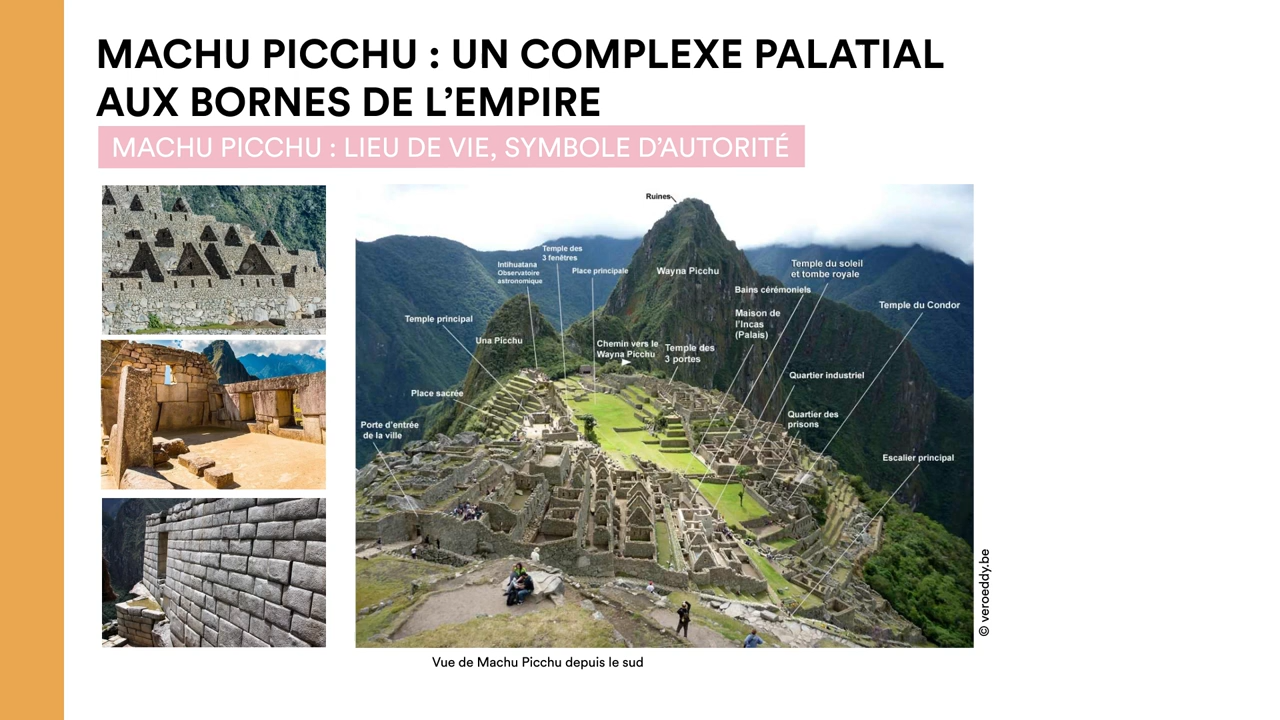 MACHU PICCHU : UN COMPLEXE PALATIAL
AUX BORNES DE L’EMPIRE
MACHU PICCHU : LIEU DE VIE, SYMBOLE D’AUTORITÉ
Ruines
Temple des
3 fenêtres
Intihuatana
Observatoire
astronomique
Place principale
Wayna Picchu
Temple du soleil
et tombe royale
Bains cérémoniels
Temple du Condor
Maison de
l’Incas
(Palais)
Temple principal
Una Picchu
Chemin vers le
Wayna Picchu
Temple des
3 portes
Quartier industriel
Place sacrée
Quartier des
prisons
Porte d’entrée
de la ville
Escalier principal
© veroeddy.be
Vue de Machu Picchu depuis le sud